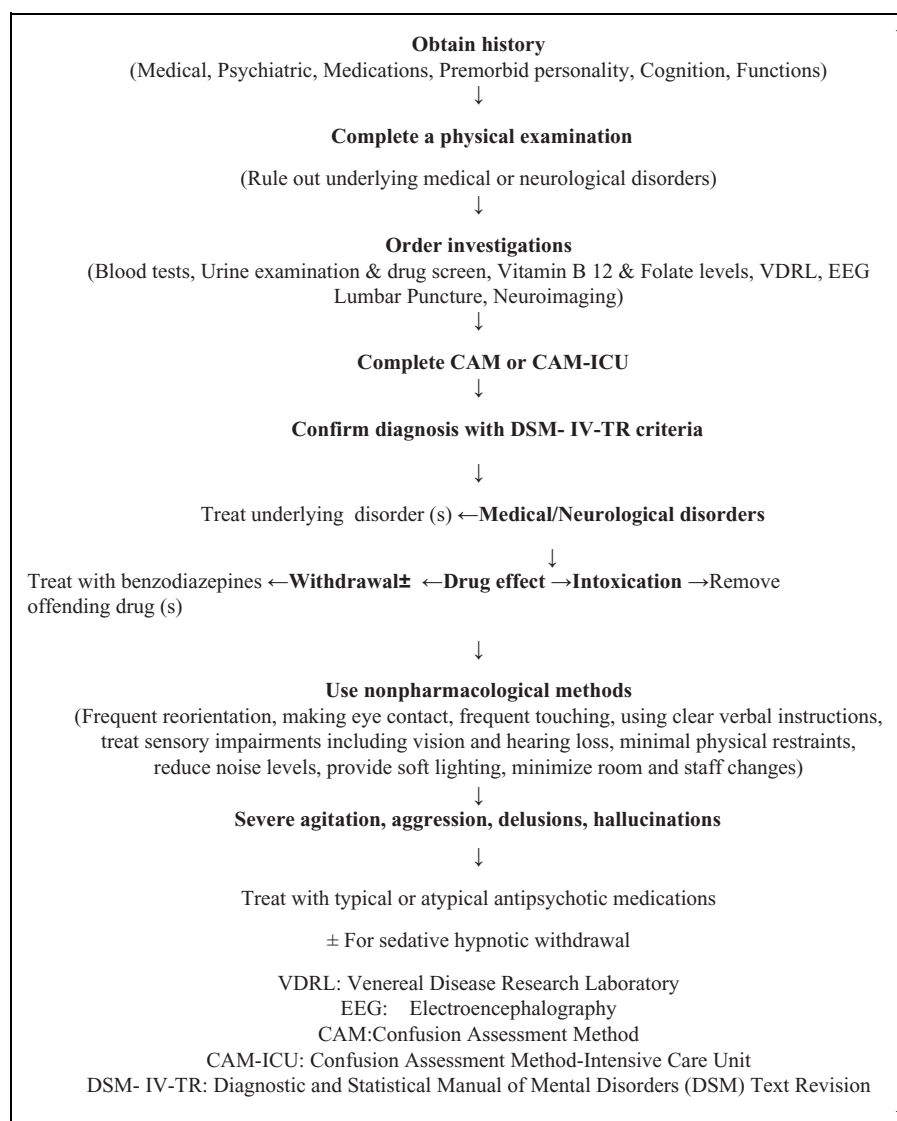 Obtain history
(Medical, Psychiatric, Medications, Premorbid personality, Cognition, Functions)
↓
Complete a physical examination
(Rule out underlying medical or neurological disorders)
↓
Order investigations
(Blood tests, Urine examination & drug screen, Vitamin B 12 & Folate levels, VDRL, EEG
Lumbar Puncture, Neuroimaging)
↓
Complete CAM or CAM-ICU
↓
Confirm diagnosis with DSM- IV-TR criteria
↓
Treat underlying disorder (s) ←Medical/Neurological disorders
↓
Treat with benzodiazepines ←Withdrawal± ←Drug effect →Intoxication →Remove
offending drug (s)
↓
Use nonpharmacological methods
(Frequent reorientation, making eye contact, frequent touching, using clear verbal instructions,
treat sensory impairments including vision and hearing loss, minimal physical restraints,
reduce noise levels, provide soft lighting, minimize room and staff changes)
↓
Severe agitation, aggression, delusions, hallucinations
↓
Treat with typical or atypical antipsychotic medications
± For sedative hypnotic withdrawal
VDRL: Venereal Disease Research Laboratory
EEG: Electroencephalography
CAM:Confusion Assessment Method
CAM-ICU: Confusion Assessment Method-Intensive Care Unit
DSM- IV-TR: Diagnostic and Statistical Manual of Mental Disorders (DSM) Text Revision